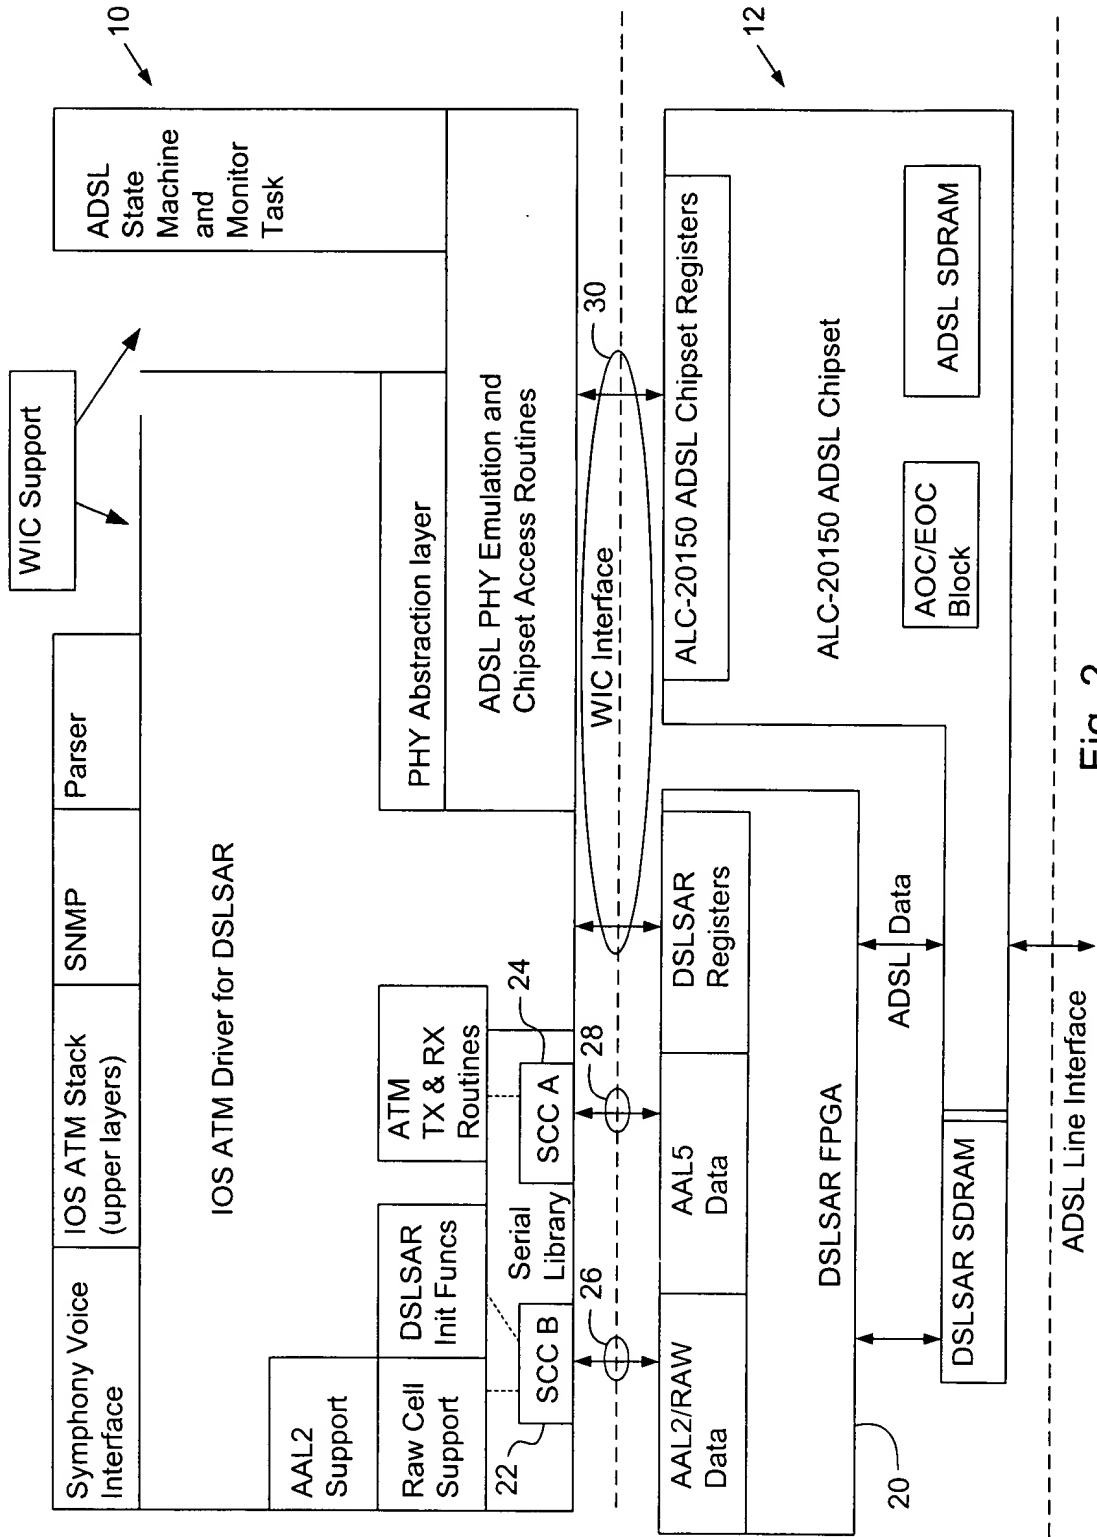 10
WIC Support
Symphony Voice
Interface
IOS ATM Stack
(upper layers)
SNMP
Parser
ADSL
State
Machine
and
Monitor
Task
IOS ATM Driver for DSLSAR
AAL2
Support
Raw Cell
Support
DSLSAR
Init Funcs
ATM
TX & RX
Routines
PHY Abstraction layer
ADSL PHY Emulation and
Chipset Access Routines
Serial
Library
22
SCC B
SCC A
24
26
28
WIC Interface
30
12
AAL2/RAW
Data
AAL5
Data
DSLSAR
Registers
ALC-20150 ADSL Chipset Registers
DSLSAR FPGA
ALC-20150 ADSL Chipset
20
ADSL Data
AOC/EOC
Block
ADSL SDRAM
DSLSAR SDRAM
ADSL Line Interface
Fig. 2